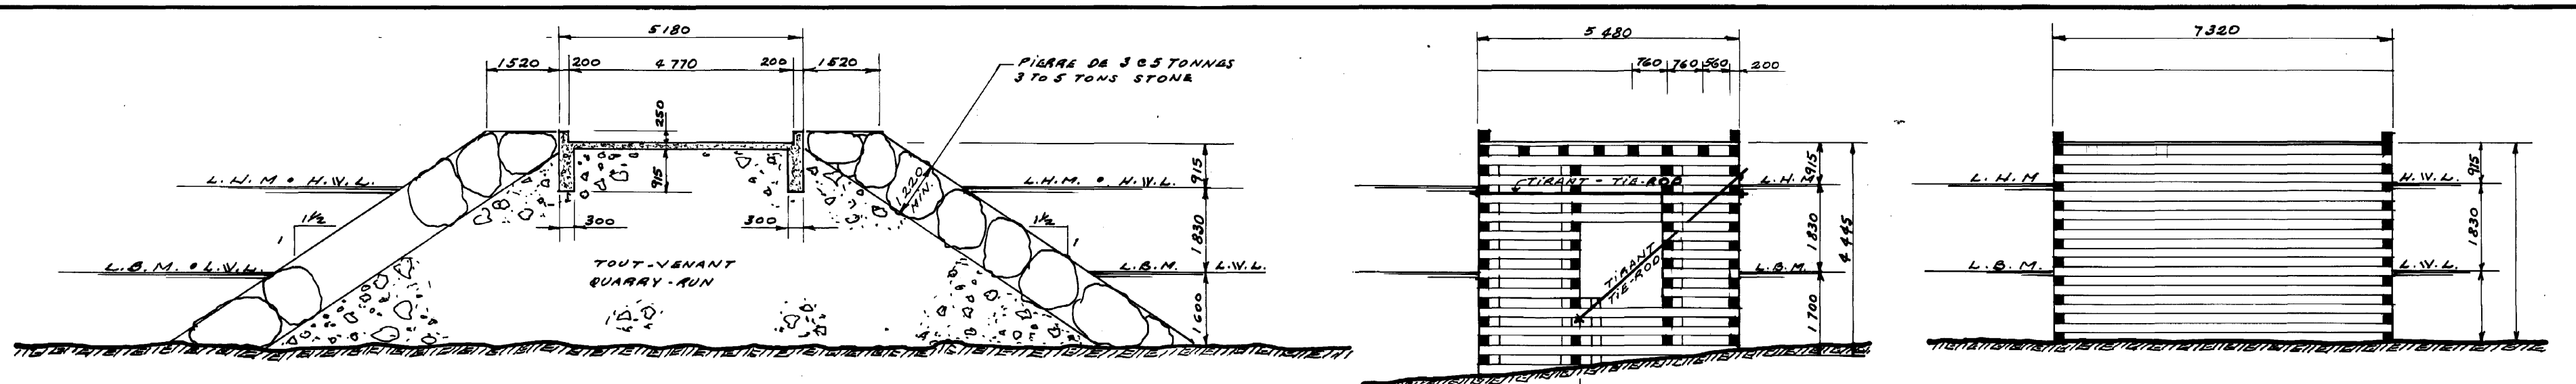 5180
1520 200 4770 200 1520
PIERRE DE 3 @ 5 TONNES
3 TO 5 TONS STONE
250
915
1220
MIN.
L.H.M. • H.W.L.
L.H.M. • H.W.L.
915
300
300
1½
1
1½
1
1830
L.B.M. • L.W.L.
TOUT-VENANT
QUARRY-RUN
L.B.M. L.W.L.
1600
5480
760 760 560 200
915
TIRANT - TIE-ROD
L.H.M
1830
4445
TIRANT
TIE-ROD
L.B.M.
1700
7320
915
L.H.M
H.W.L.
1830
L.B.M.
L.W.L.